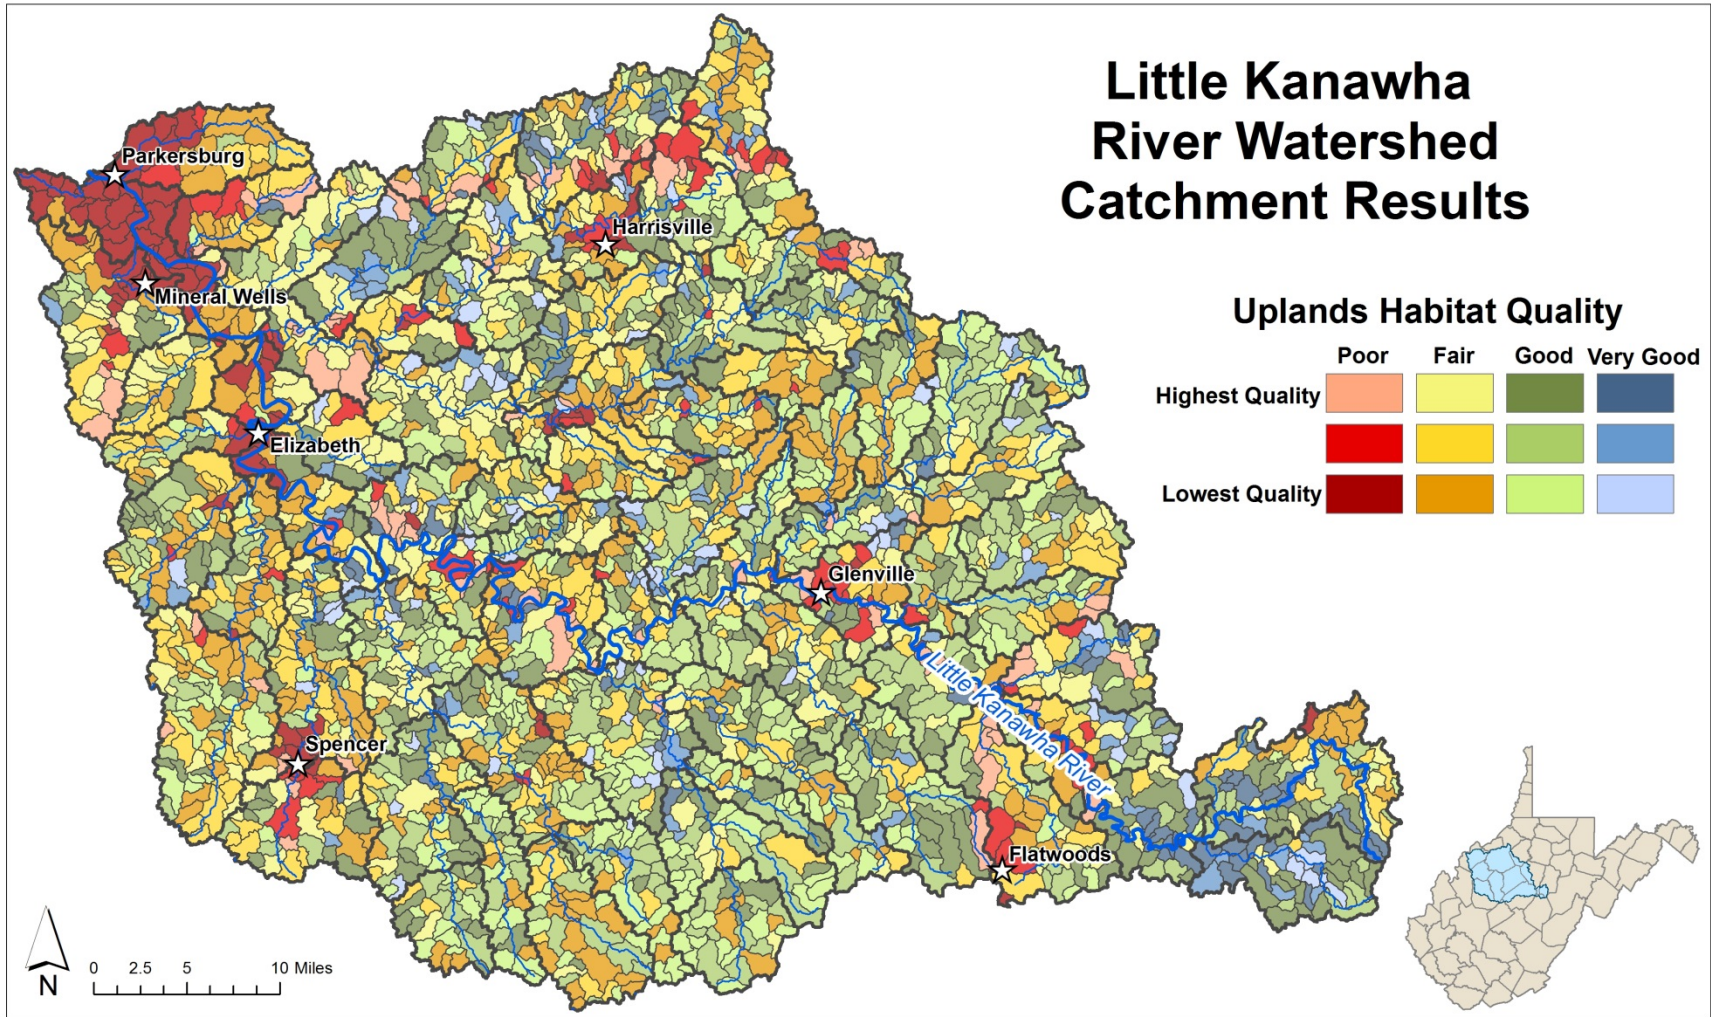 Little Kanawha
River Watershed
Catchment Results
Parkersburg
Harrisville
Mineral Wells
Uplands Habitat Quality
Poor Fair Good Very Good
Highest Quality
Lowest Quality
Elizabeth
Glenville
Little Kanawha River
Spencer
Flatwoods
N
0 2.5 5 10 Miles